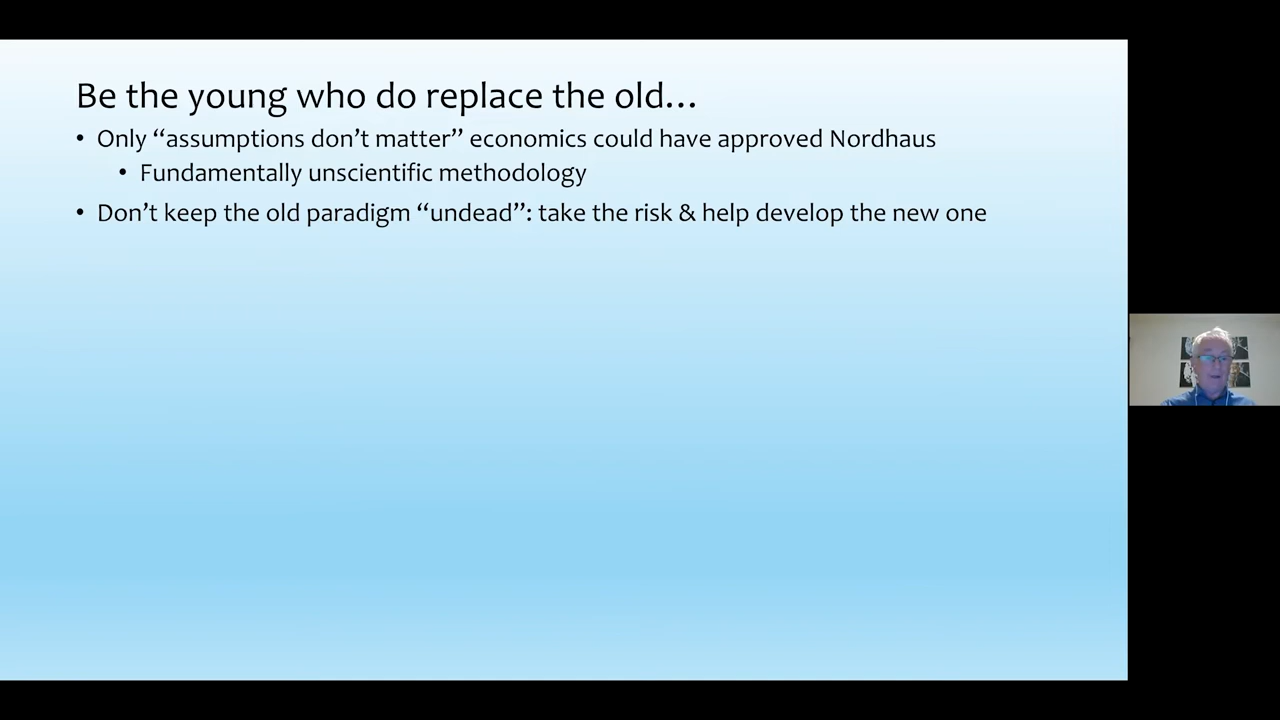 Be the young who do replace the old…
• Only “assumptions don’t matter” economics could have approved Nordhaus
• Fundamentally unscientific methodology
• Don’t keep the old paradigm “undead”: take the risk & help develop the new one